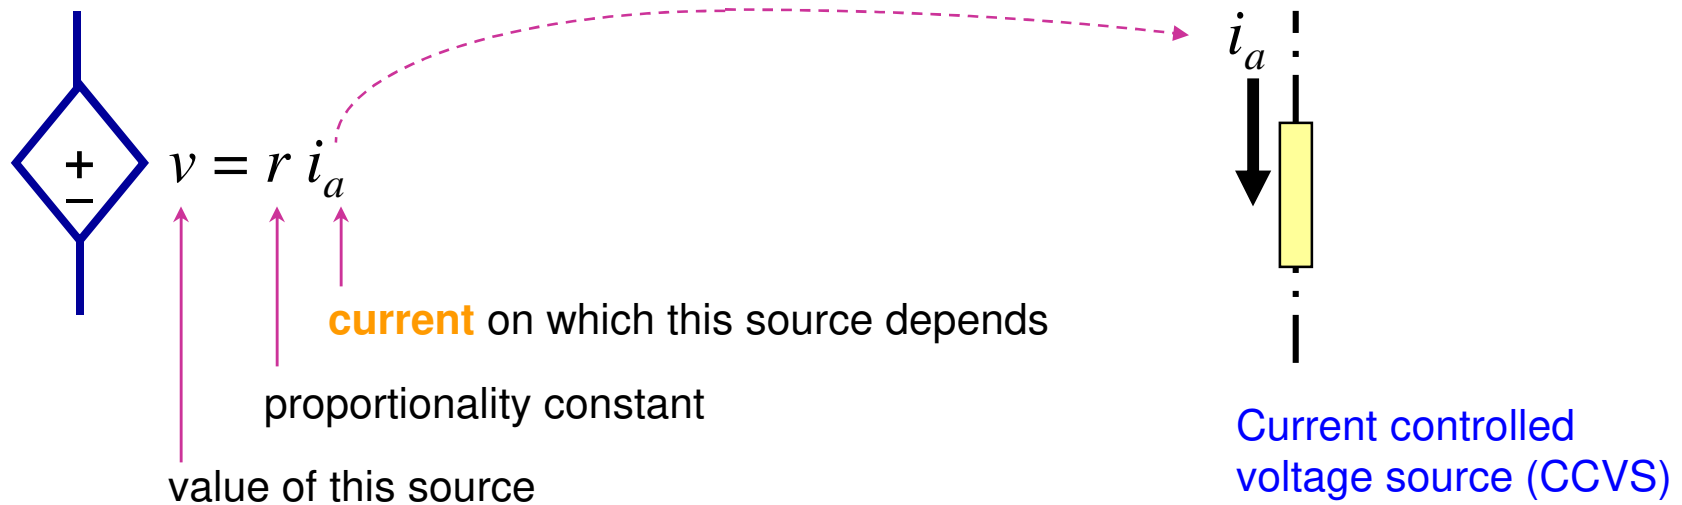 i_a
+
−
v = r i_a
current on which this source depends
proportionality constant
value of this source
Current controlled
voltage source (CCVS)